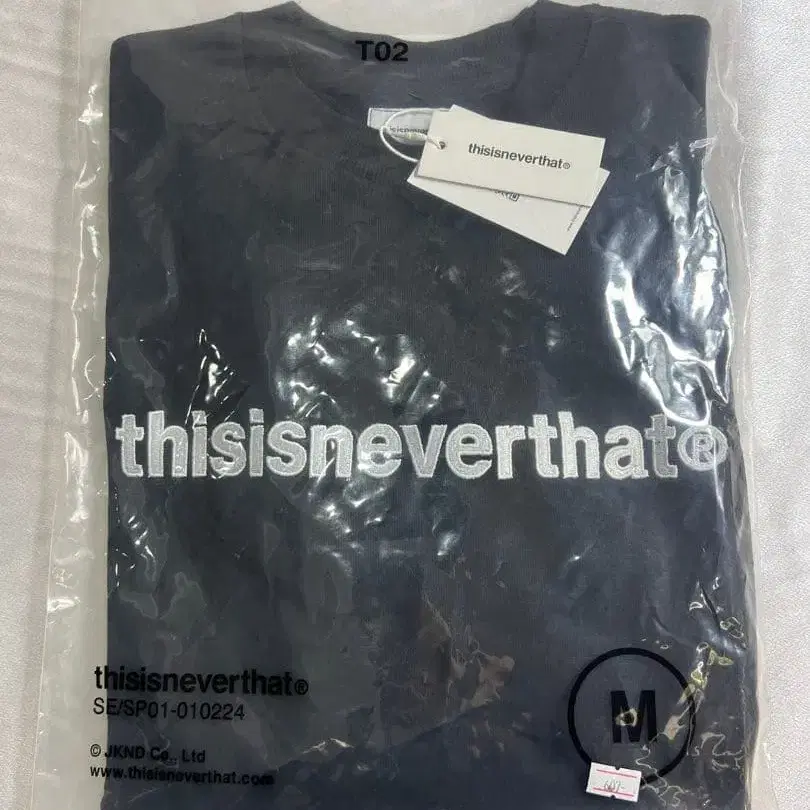 T02
thisisneverthat®
thisisneverthat®
thisisneverthat®
SE/SP01-010224
M
© JKND Co., Ltd
www.thisisneverthat.com